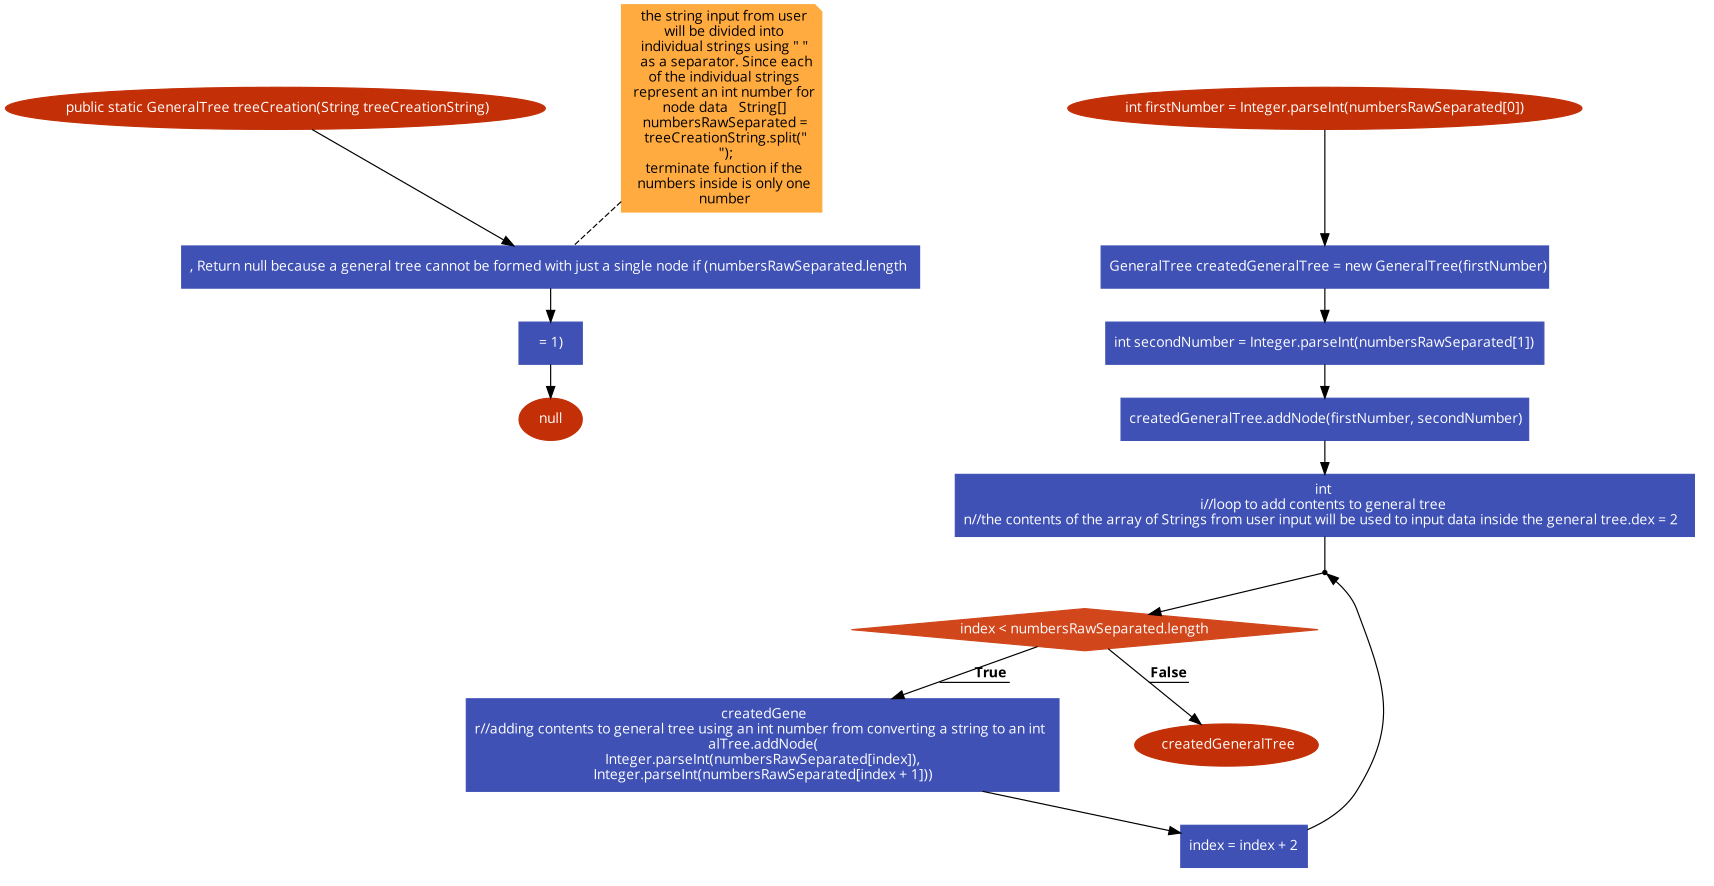 public static GeneralTree treeCreation(String treeCreationString)
the string input from user
will be divided into
individual strings using " "
as a separator. Since each
of the individual strings
represent an int number for
node data   String[]
numbersRawSeparated =
treeCreationString.split("
");
terminate function if the
numbers inside is only one
number
, Return null because a general tree cannot be formed with just a single node if (numbersRawSeparated.length
= 1)
null
int firstNumber = Integer.parseInt(numbersRawSeparated[0])
GeneralTree createdGeneralTree = new GeneralTree(firstNumber)
int secondNumber = Integer.parseInt(numbersRawSeparated[1])
createdGeneralTree.addNode(firstNumber, secondNumber)
int
i//loop to add contents to general tree
n//the contents of the array of Strings from user input will be used to input data inside the general tree.dex = 2
index < numbersRawSeparated.length
True
False
createdGene
r//adding contents to general tree using an int number from converting a string to an int
alTree.addNode(
Integer.parseInt(numbersRawSeparated[index]),
Integer.parseInt(numbersRawSeparated[index + 1]))
createdGeneralTree
index = index + 2